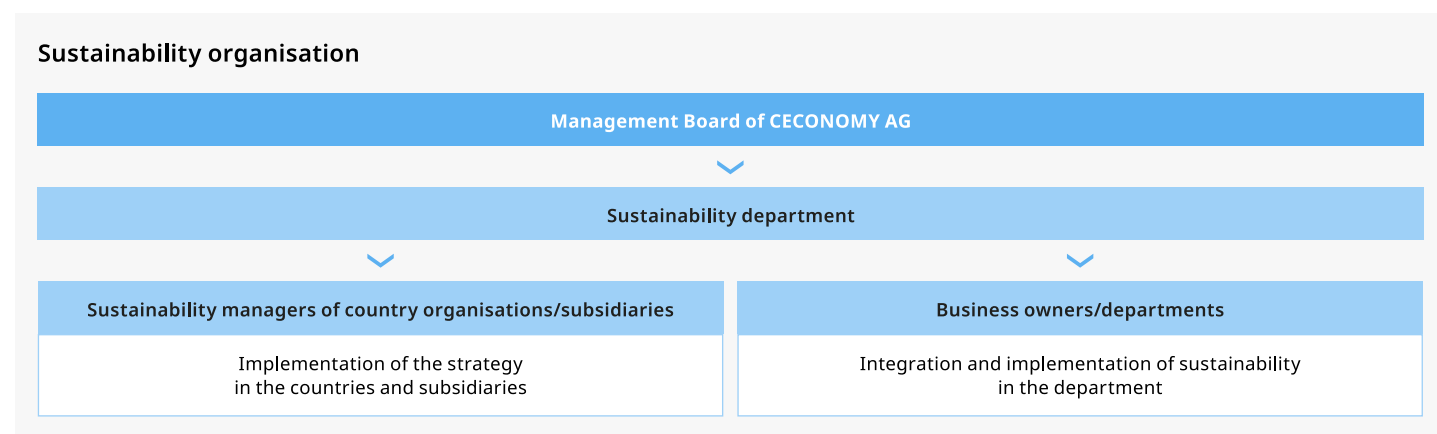 Sustainability organisation
Management Board of CECONOMY AG
Sustainability department
Sustainability managers of country organisations/subsidiaries
Implementation of the strategy
in the countries and subsidiaries
Business owners/departments
Integration and implementation of sustainability
in the department